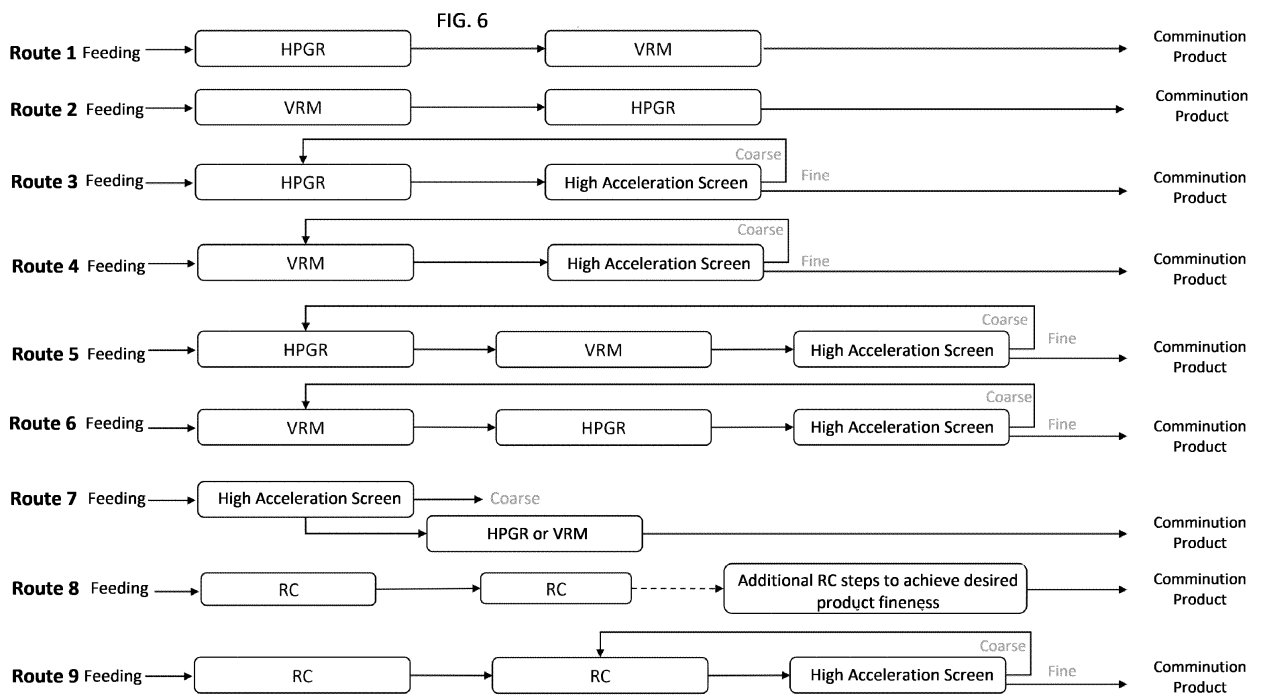 FIG. 6
Route 1 Feeding HPGR VRM Comminution
Product
Route 2 Feeding VRM HPGR Comminution
Product
Coarse
Route 3 Feeding HPGR High Acceleration Screen Fine Comminution
Product
Coarse
Route 4 Feeding VRM High Acceleration Screen Fine Comminution
Product
Coarse
Route 5 Feeding HPGR VRM High Acceleration Screen Fine Comminution
Product
Coarse
Route 6 Feeding VRM HPGR High Acceleration Screen Fine Comminution
Product
Route 7 Feeding High Acceleration Screen Coarse
HPGR or VRM Comminution
Product
Route 8 Feeding RC RC Additional RC steps to achieve desired
product fineness Comminution
Product
Coarse
Route 9 Feeding RC RC High Acceleration Screen Fine Comminution
Product